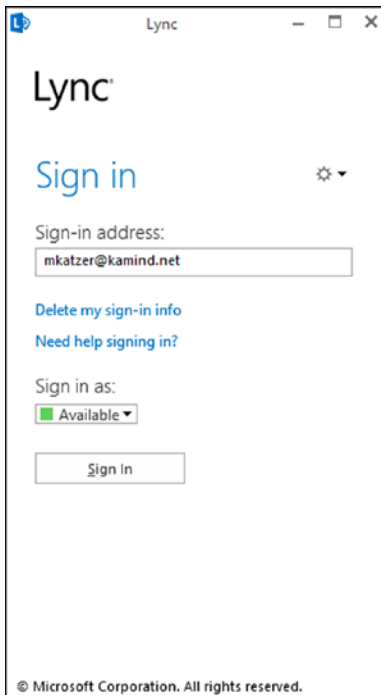 Lync
Lync
Sign in
Sign-in address:
mkatzer@kamind.net
Delete my sign-in info
Need help signing in?
Sign in as:
Available
Sign In
© Microsoft Corporation. All rights reserved.